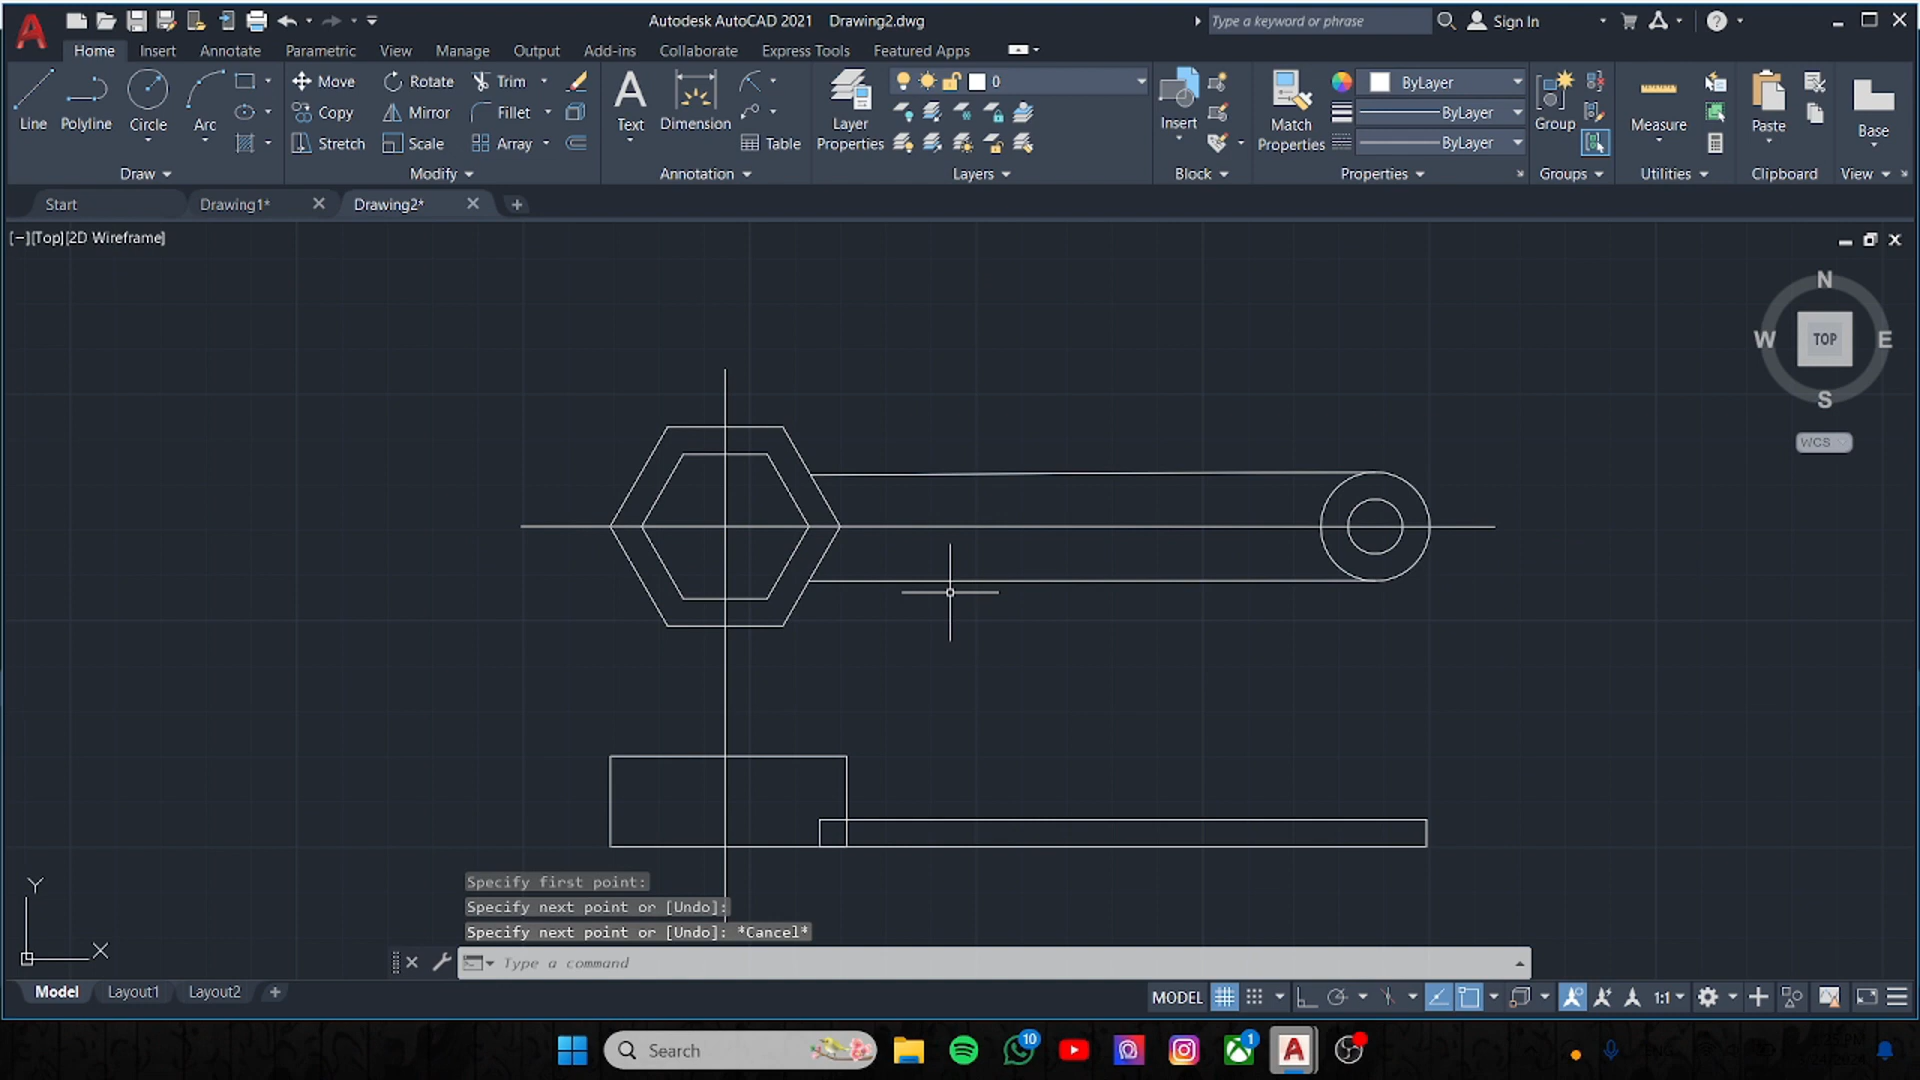 Autodesk AutoCAD 2021 Drawing2.dwg
Type a keyword or phrase
Sign In
Home Insert Annotate Parametric View Manage Output Add-ins Collaborate Express Tools Featured Apps
Line Polyline Circle Arc
Move Rotate Trim
Copy Mirror Fillet
Stretch Scale Array
Text Dimension Table
Layer Properties
0
Insert
Match Properties
ByLayer
ByLayer
ByLayer
Group Measure Paste Base
Draw Modify Annotation Layers Block Properties Groups Utilities Clipboard View
Start Drawing1* Drawing2*
[−][Top][2D Wireframe]
N
W TOP E
S
WCS
Y
X
Specify first point:
Specify next point or [Undo]:
Specify next point or [Undo]: *Cancel*
Type a command
Model Layout1 Layout2
MODEL 1:1
Search
10
1